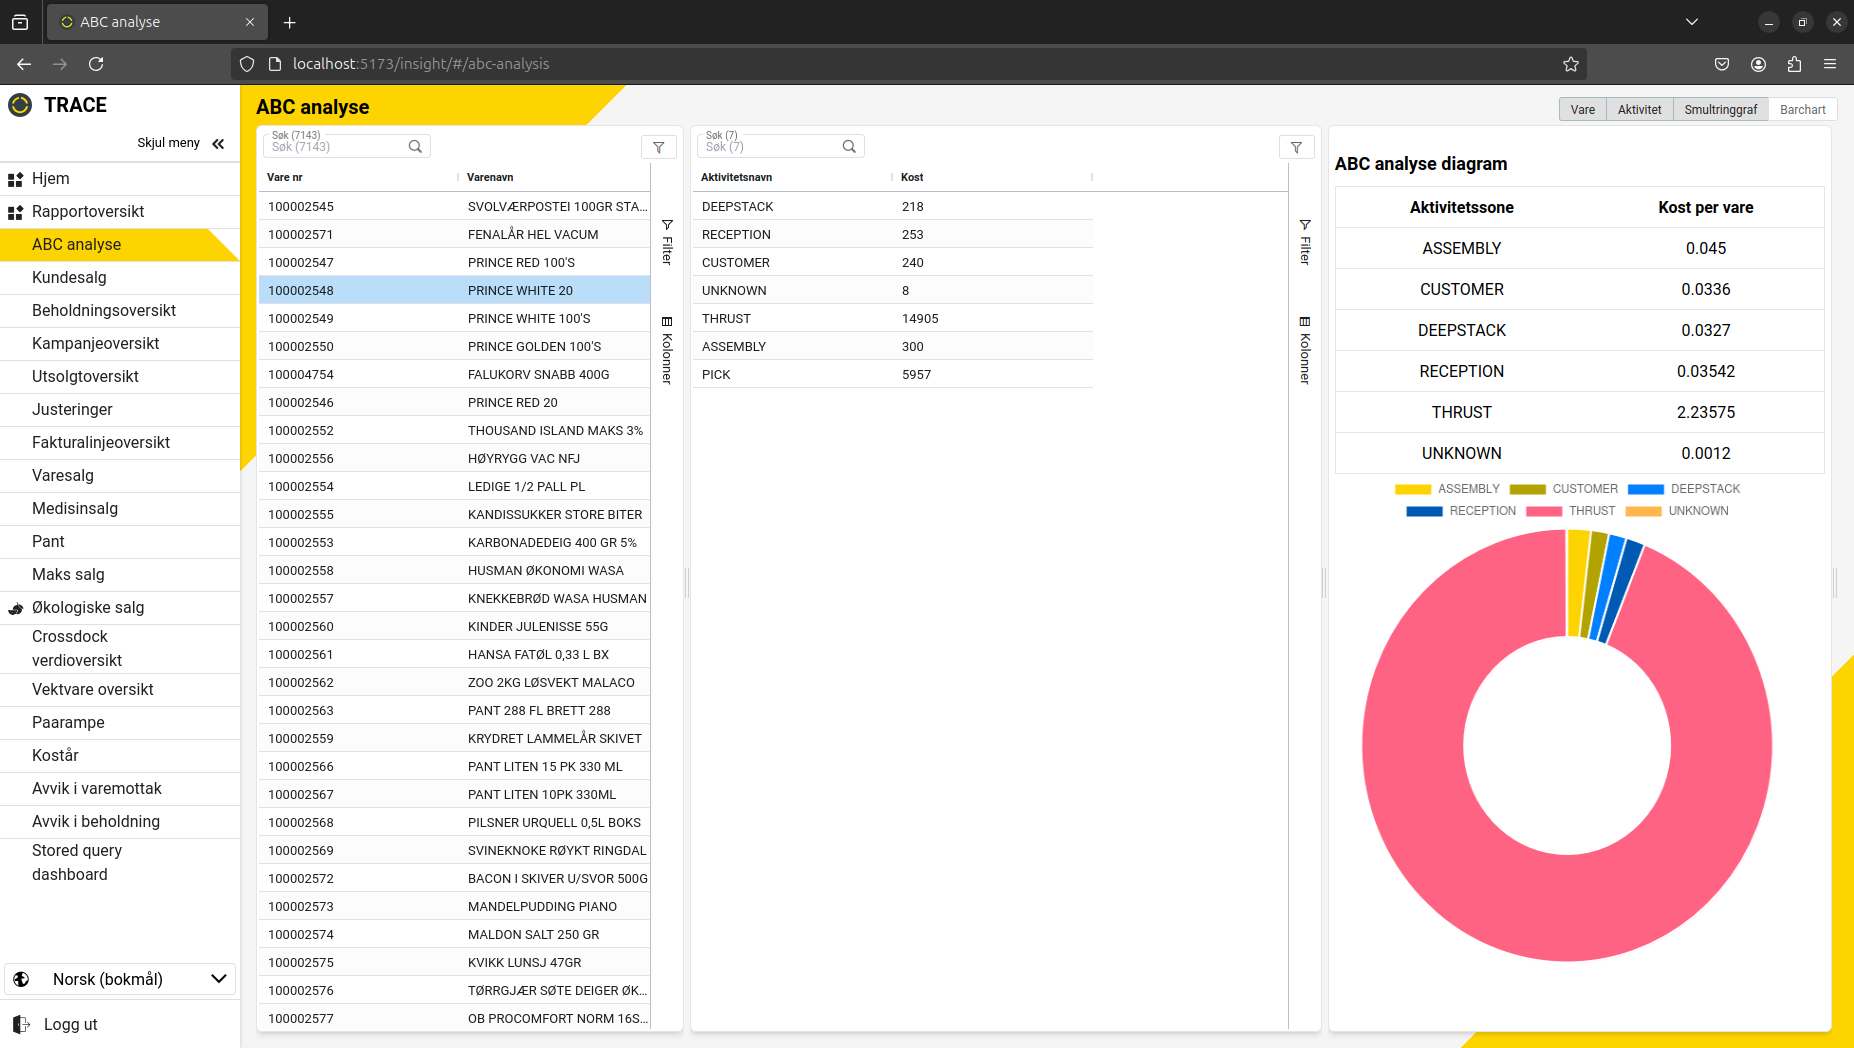 ABC analyse
localhost:5173/insight/#/abc-analysis
TRACE
Skjul meny
Hjem
Rapportoversikt
ABC analyse
Kundesalg
Beholdningsoversikt
Kampanjeoversikt
Utsolgtoversikt
Justeringer
Fakturalinjeoversikt
Varesalg
Medisinsalg
Pant
Maks salg
Økologiske salg
Crossdock
verdioversikt
Vektvare oversikt
Paarampe
Kostår
Avvik i varemottak
Avvik i beholdning
Stored query
dashboard
Norsk (bokmål)
Logg ut
ABC analyse
Vare Aktivitet Smultringgraf Barchart
Søk (7143)
Søk (7143)
Vare nr Varenavn
100002545 SVOLVÆRPOSTEI 100GR STA...
100002571 FENALÅR HEL VACUM
100002547 PRINCE RED 100'S
100002548 PRINCE WHITE 20
100002549 PRINCE WHITE 100'S
100002550 PRINCE GOLDEN 100'S
100004754 FALUKORV SNABB 400G
100002546 PRINCE RED 20
100002552 THOUSAND ISLAND MAKS 3%
100002556 HØYRYGG VAC NFJ
100002554 LEDIGE 1/2 PALL PL
100002555 KANDISSUKKER STORE BITER
100002553 KARBONADEDEIG 400 GR 5%
100002558 HUSMAN ØKONOMI WASA
100002557 KNEKKEBRØD WASA HUSMAN
100002560 KINDER JULENISSE 55G
100002561 HANSA FATØL 0,33 L BX
100002562 ZOO 2KG LØSVEKT MALACO
100002563 PANT 288 FL BRETT 288
100002559 KRYDRET LAMMELÅR SKIVET
100002566 PANT LITEN 15 PK 330 ML
100002567 PANT LITEN 10PK 330ML
100002568 PILSNER URQUELL 0,5L BOKS
100002569 SVINEKNOKE RØYKT RINGDAL
100002572 BACON I SKIVER U/SVOR 500G
100002573 MANDELPUDDING PIANO
100002574 MALDON SALT 250 GR
100002575 KVIKK LUNSJ 47GR
100002576 TØRRGJÆR SØTE DEIGER ØK...
100002577 OB PROCOMFORT NORM 16S...
Filter
Kolonner
Søk (7)
Søk (7)
Aktivitetsnavn Kost
DEEPSTACK 218
RECEPTION 253
CUSTOMER 240
UNKNOWN 8
THRUST 14905
ASSEMBLY 300
PICK 5957
Filter
Kolonner
ABC analyse diagram
Aktivitetssone Kost per vare
ASSEMBLY 0.045
CUSTOMER 0.0336
DEEPSTACK 0.0327
RECEPTION 0.03542
THRUST 2.23575
UNKNOWN 0.0012
ASSEMBLY CUSTOMER DEEPSTACK
RECEPTION THRUST UNKNOWN